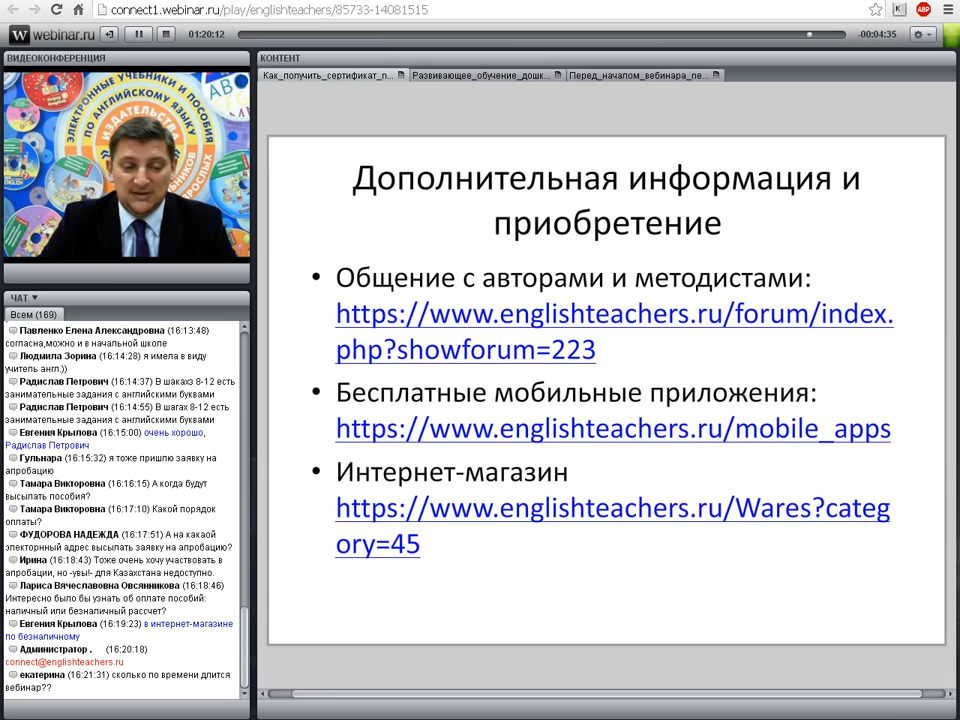 connect1.webinar.ru/play/englishteachers/85733-14081515
webinar.ru
01:20:12
-00:04:35
ВИДЕОКОНФЕРЕНЦИЯ
ЭЛЕКТРОННЫЕ УЧЕБНИКИ И ПОСОБИЯ
ПО АНГЛИЙСКОМУ ЯЗЫКУ
ИЗДАТЕЛЬСТВА
ЧАТ
Всем (169)
Павленко Елена Александровна (16:13:48)
согласна,можно и в начальной школе
Людмила Зорина (16:14:28) я имела в виду
учитель англ.))
Радислав Петрович (16:14:37) В шакахз 8-12 есть
занимательные задания с английскими буквами
Радислав Петрович (16:14:55) В шагах 8-12 есть
занимательные задания с английскими буквами
Евгения Крылова (16:15:00) очень хорошо,
Радислав Петрович
Гульнара (16:15:32) я тоже пришлю заявку на
апробацию
Тамара Викторовна (16:16:15) А когда будут
высылать пособия?
Тамара Викторовна (16:17:10) Какой порядок
оплаты?
ФУДОРОВА НАДЕЖДА (16:17:51) А на какаой
электорнный адрес высылать заявку на апробацию?
Ирина (16:18:43) Тоже очень хочу участвовать в
апробации, но -увы!- для Казахстана недоступно.
Лариса Вячеславовна Овсянникова (16:18:46)
Интересно было бы узнать об оплате пособий:
наличный или безналичный рассчет?
Евгения Крылова (16:19:23) в интернет-магазине
по безналичному
Администратор . (16:20:18)
connect@englishteachers.ru
екатерина (16:21:31) сколько по времени длится
вебинар??
КОНТЕНТ
Как_получить_сертификат_п... Развивающее_обучение_дошк... Перед_началом_вебинара_пе...
Дополнительная информация и
приобретение
• Общение с авторами и методистами:
https://www.englishteachers.ru/forum/index.
php?showforum=223
• Бесплатные мобильные приложения:
https://www.englishteachers.ru/mobile_apps
• Интернет-магазин
https://www.englishteachers.ru/Wares?categ
ory=45